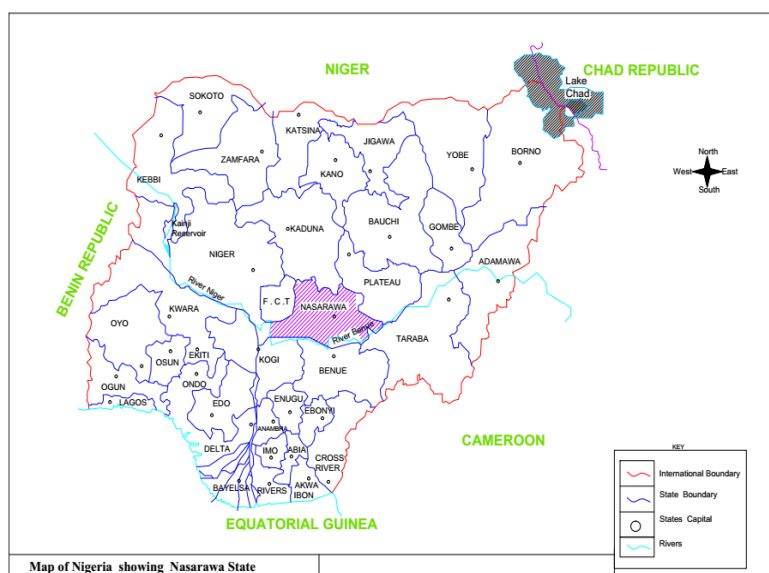 NIGER
CHAD REPUBLIC
Lake
Chad
SOKOTO
KATSINA
JIGAWA
ZAMFARA
KANO
YOBE
BORNO
North
West East
South
KEBBI
Kainji
Reservoir
KADUNA
BAUCHI
GOMBE
NIGER
ADAMAWA
BENIN REPUBLIC
River Niger
F . C . T
NASARAWA
PLATEAU
KWARA
River Benue
TARABA
OYO
OSUN
EKITI
KOGI
BENUE
OGUN
ONDO
LAGOS
EDO
ENUGU
EBONYI
ANAMBRA
DELTA
IMO
ABIA
CROSS
RIVER
CAMEROON
BAYELSA
RIVERS
AKWA
IBON
EQUATORIAL GUINEA
KEY
International Boundary
State Boundary
States Capital
Rivers
Map of Nigeria showing Nasarawa State